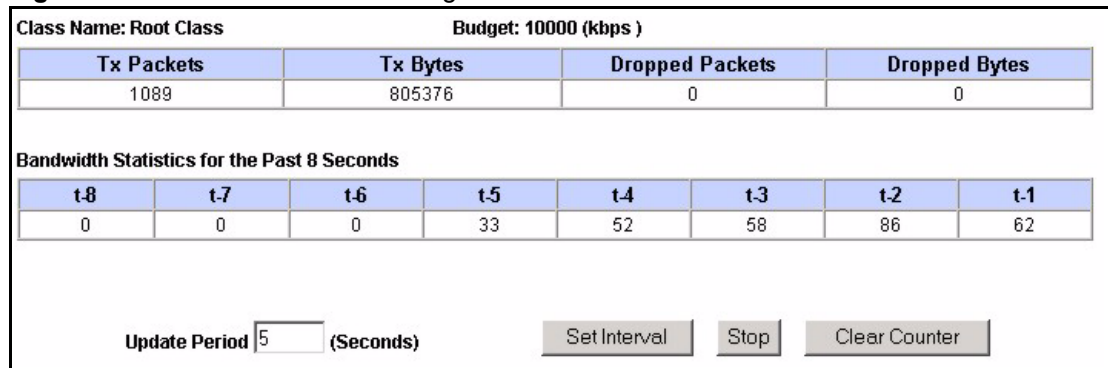 Class Name: Root Class Budget: 10000 (kbps )
Tx Packets Tx Bytes Dropped Packets Dropped Bytes
1089 805376 0 0
Bandwidth Statistics for the Past 8 Seconds
t-8 t-7 t-6 t-5 t-4 t-3 t-2 t-1
0 0 0 33 52 58 86 62
Update Period 5 (Seconds) Set Interval Stop Clear Counter